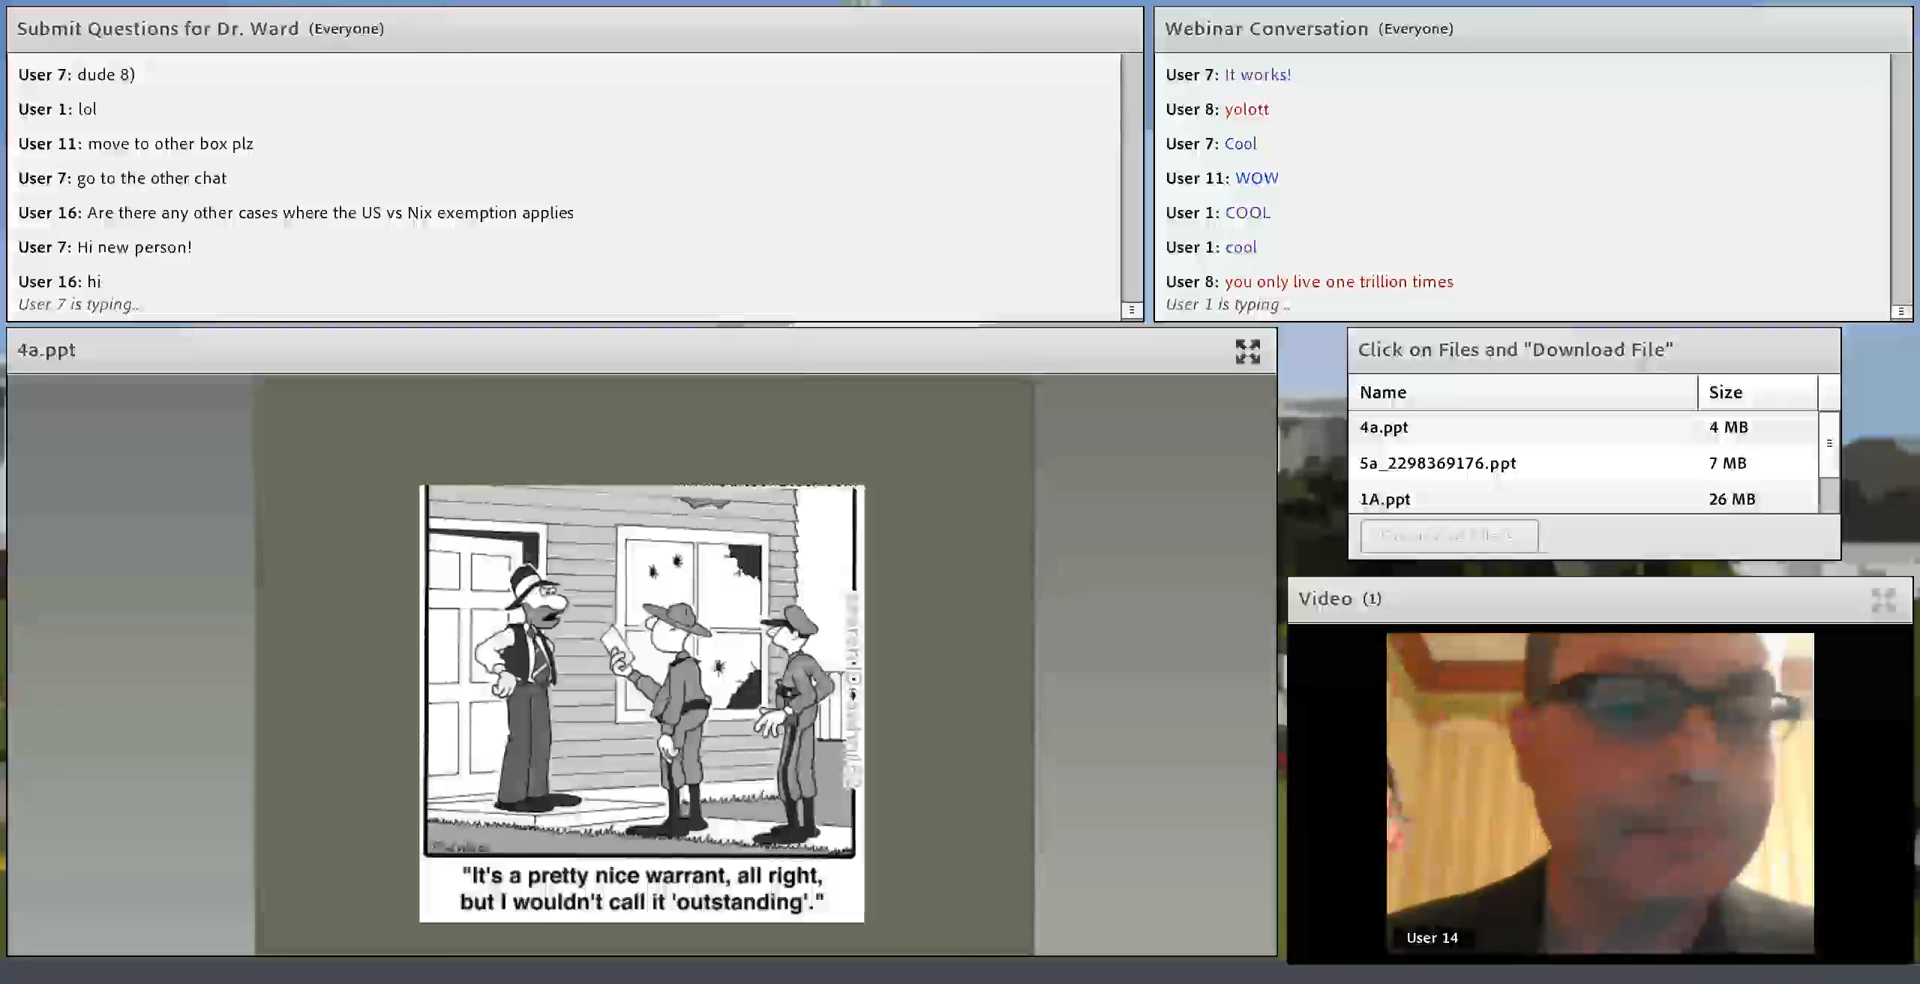 Submit Questions for Dr. Ward (Everyone)
User 7: dude 8)
User 1: lol
User 11: move to other box plz
User 7: go to the other chat
User 16: Are there any other cases where the US vs Nix exemption applies
User 7: Hi new person!
User 16: hi
User 7 is typing..
Webinar Conversation (Everyone)
User 7: It works!
User 8: yolott
User 7: Cool
User 11: WOW
User 1: COOL
User 1: cool
User 8: you only live one trillion times
User 1 is typing ..
4a.ppt
"It's a pretty nice warrant, all right,
but I wouldn't call it 'outstanding'."
Click on Files and "Download File"
Name Size
4a.ppt 4 MB
5a_2298369176.ppt 7 MB
1A.ppt 26 MB
Video (1)
User 14